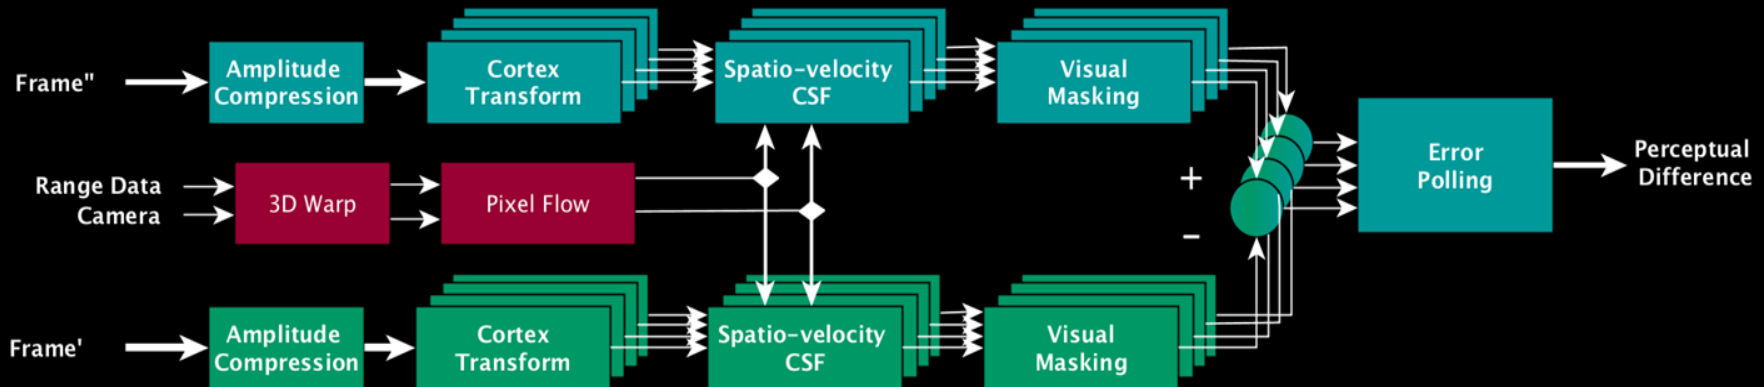 Frame"
Amplitude
Compression
Cortex
Transform
Spatio-velocity
CSF
Visual
Masking
Range Data
Camera
3D Warp
Pixel Flow
+
−
Error
Polling
Perceptual
Difference
Frame'
Amplitude
Compression
Cortex
Transform
Spatio-velocity
CSF
Visual
Masking